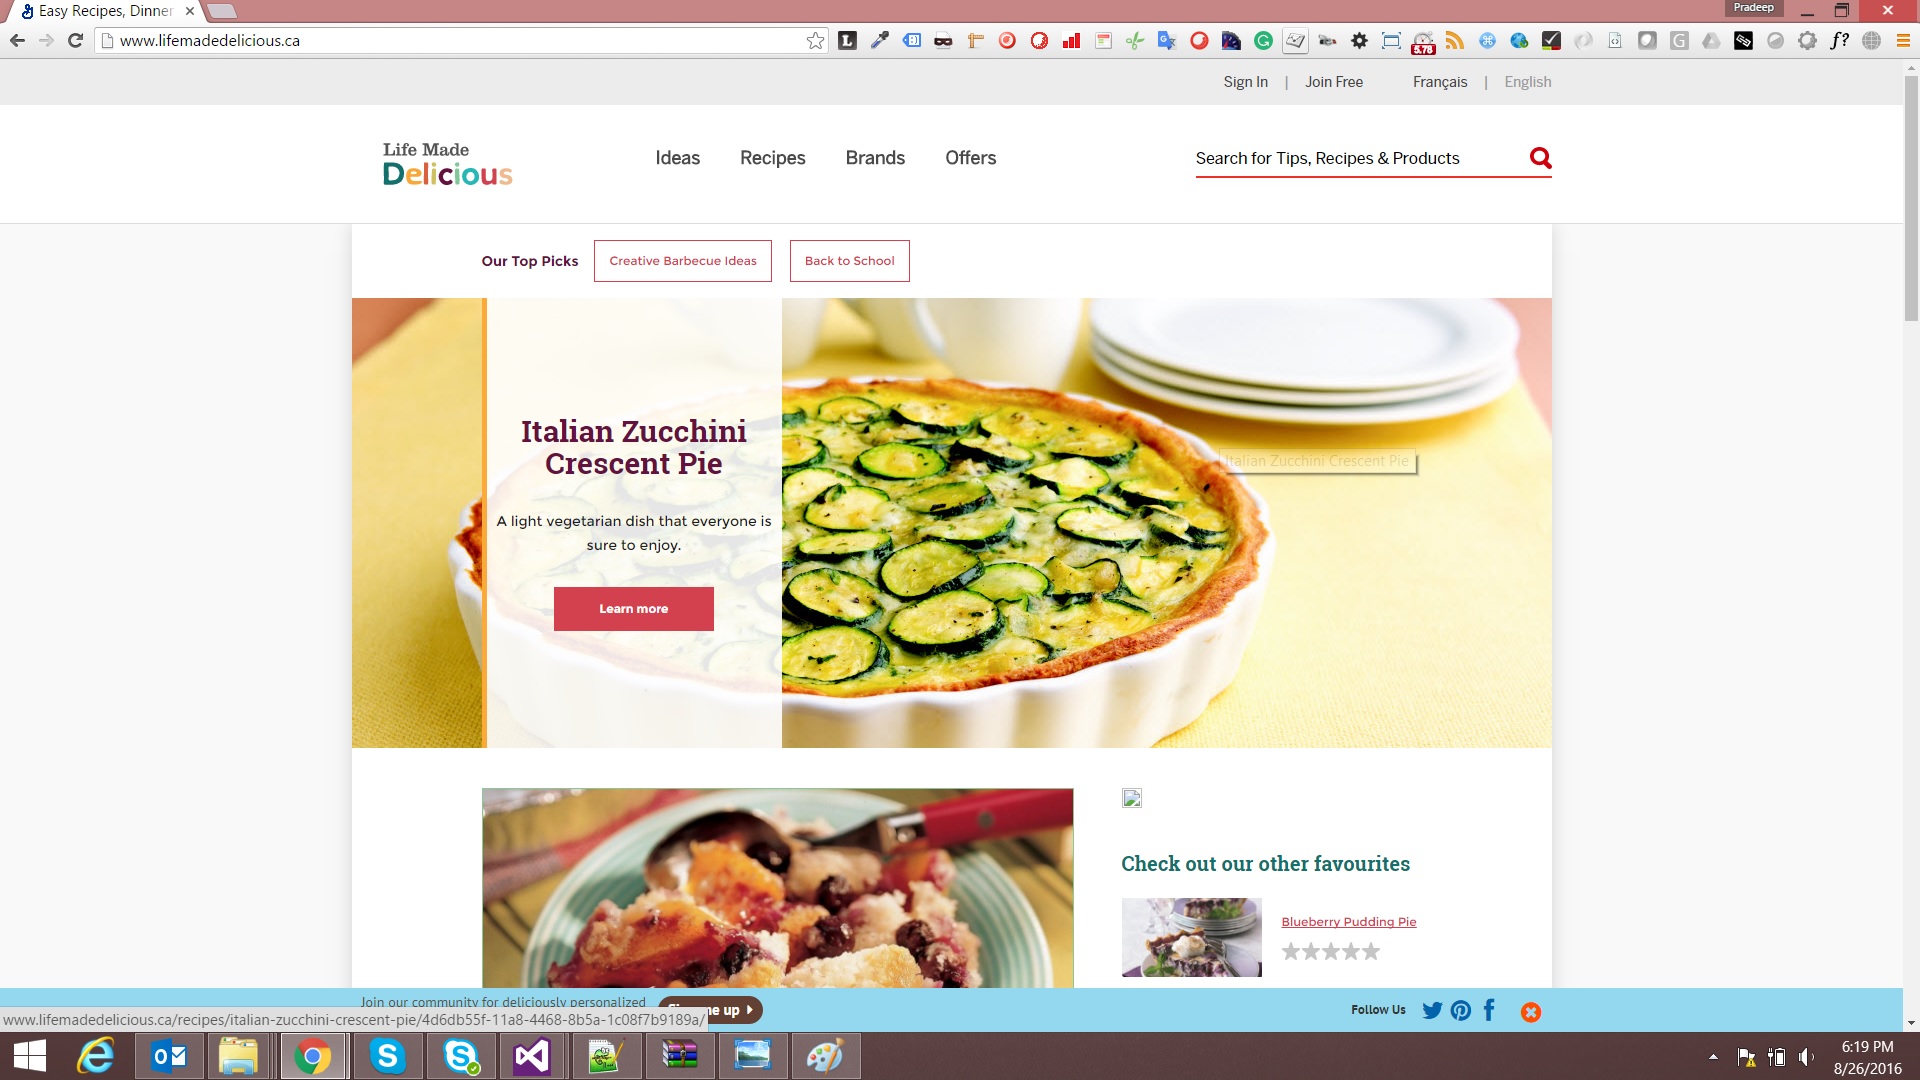 Easy Recipes, Dinner
Pradeep
www.lifemadedelicious.ca
5.78
f?
Sign In | Join Free Français | English
Life Made
Delicious
Ideas Recipes Brands Offers
Search for Tips, Recipes & Products
Our Top Picks
Creative Barbecue Ideas
Back to School
Italian Zucchini
Crescent Pie
Italian Zucchini Crescent Pie
A light vegetarian dish that everyone is
sure to enjoy.
Learn more
Check out our other favourites
Blueberry Pudding Pie
Join our community for deliciously personalized
me up
Follow Us
www.lifemadedelicious.ca/recipes/italian-zucchini-crescent-pie/4d6db55f-11a8-4468-8b5a-1c08f7b9189a/
6:19 PM
8/26/2016